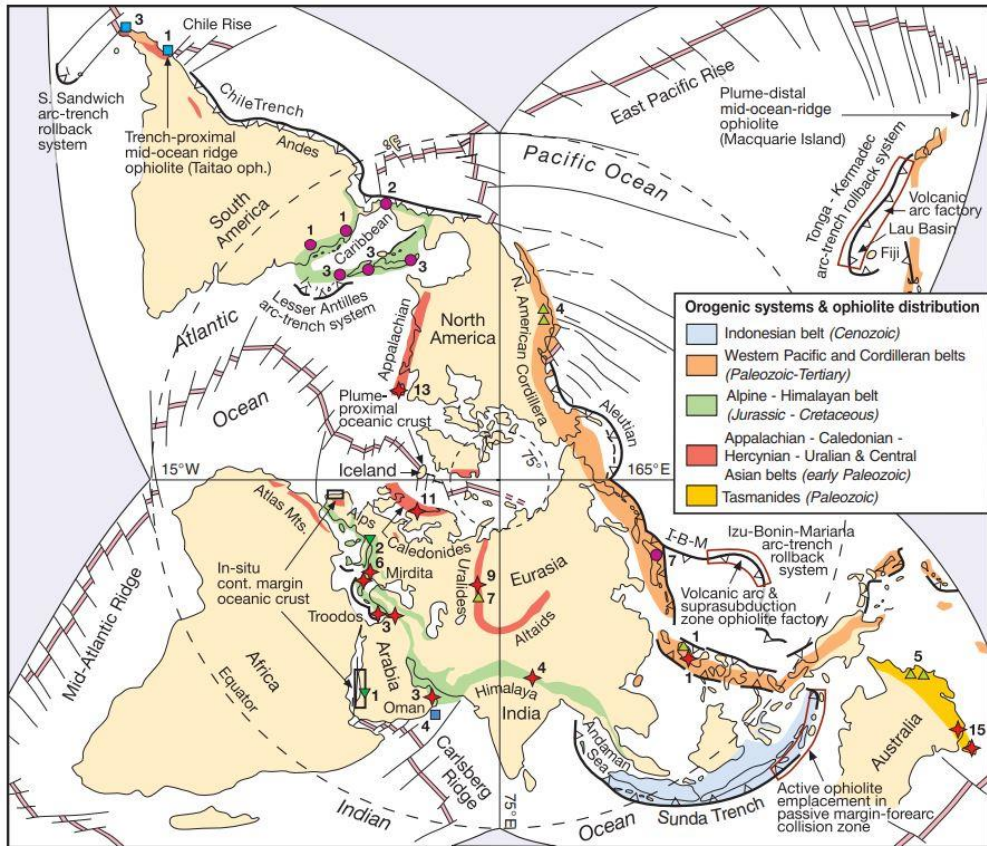 3
Chile Rise
1
S. Sandwich
arc-trench
rollback
system
Trench-proximal
mid-ocean ridge
ophiolite (Taitao oph.)
Chile Trench
Andes
East Pacific Rise
Plume-distal
mid-ocean-ridge
ophiolite
(Macquarie Island)
Pacific Ocean
Tonga - Kermadec
arc-trench rollback system
Volcanic
arc factory
Lau Basin
Fiji
South
America
2
1
1
Caribbean
3
3
3
Lesser Antilles
arc-trench system
Atlantic
Ocean
North
America
Appalachian
N. American Cordillera
4
13
Plume-
proximal
oceanic crust
Aleutian
Iceland
75°
15°W
165°E
Orogenic systems & ophiolite distribution
Indonesian belt (Cenozoic)
Western Pacific and Cordilleran belts
(Paleozoic-Tertiary)
Alpine - Himalayan belt
(Jurassic - Cretaceous)
Appalachian - Caledonian -
Hercynian - Uralian & Central
Asian belts (early Paleozoic)
Tasmanides (Paleozoic)
Atlas Mts.
Alps
11
Caledonides
2
6
Mirdita
In-situ
cont. margin
oceanic crust
Troodos
3
Uralides
9
7
Eurasia
Altaids
I-B-M
Izu-Bonin-Mariana
arc-trench
rollback
system
7
Volcanic arc &
suprasubduction
zone ophiolite factory
Mid-Atlantic Ridge
Africa
Equator
Arabia
1
Oman
3
4
4
Himalaya
India
1
1
5
15
Australia
Carlsberg
Ridge
Andaman
Sea
Indian
75°E
Ocean
Sunda Trench
Active ophiolite
emplacement in
passive margin-forearc
collision zone